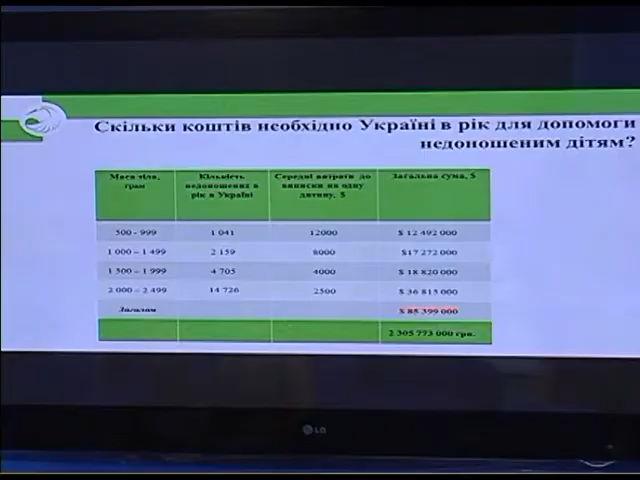 Скільки коштів необхідно Україні в рік для допомоги
недоношеним дітям?
Маса тіла, грам Кількість недоношених в рік в Україні Середні витрати до виписки на одну дитину, $ Загальна сума, $
500 - 999 1 041 12000 $ 12 492 000
1 000 – 1 499 2 159 8000 $17 272 000
1 500 – 1 999 4 705 4000 $ 18 820 000
2 000 – 2 499 14 726 2500 $ 36 815 000
Загалом $ 85 399 000
2 305 773 000 грн.
LG